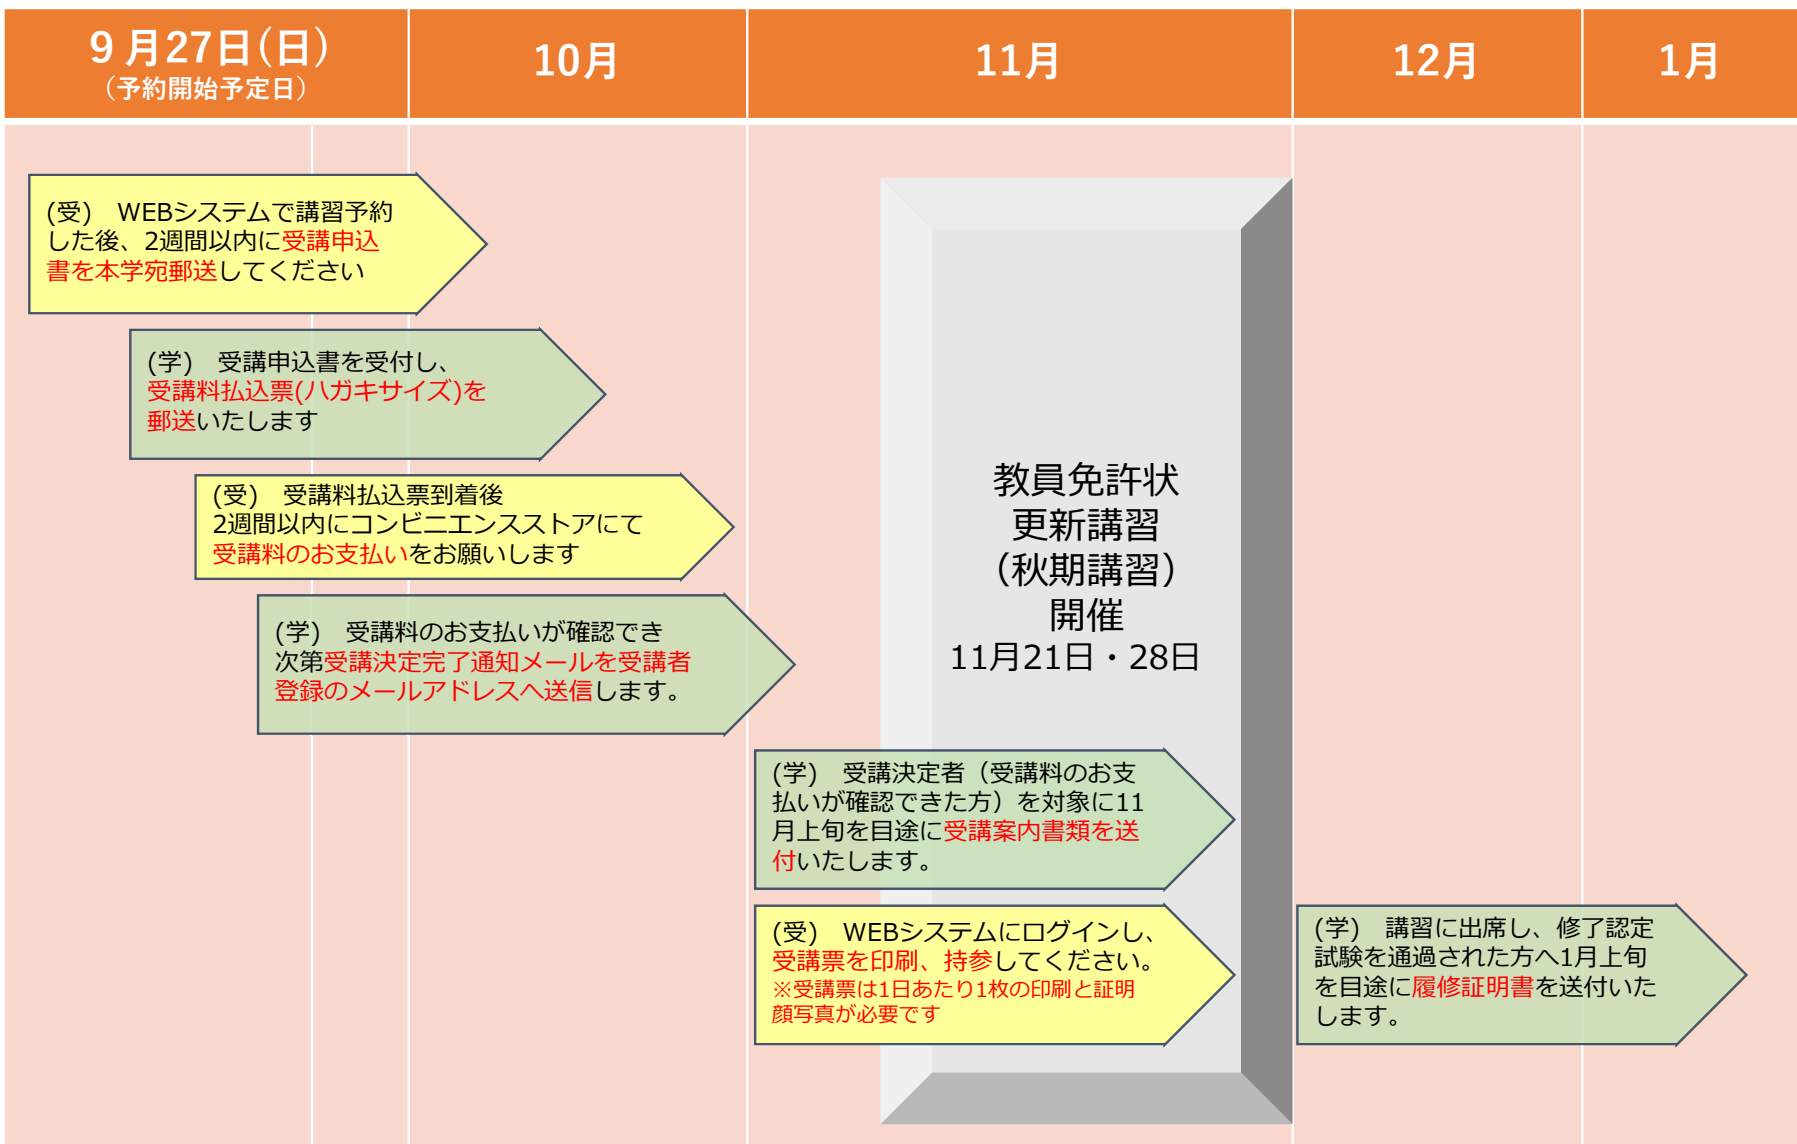 9月27日(日)
（予約開始予定日）
10月
11月
12月
1月
(受)　WEBシステムで講習予約
した後、2週間以内に受講申込
書を本学宛郵送してください
(学)　受講申込書を受付し、
受講料払込票(ハガキサイズ)を
郵送いたします
(受)　受講料払込票到着後
2週間以内にコンビニエンスストアにて
受講料のお支払いをお願いします
(学)　受講料のお支払いが確認でき
次第受講決定完了通知メールを受講者
登録のメールアドレスへ送信します。
教員免許状
更新講習
（秋期講習）
開催
11月21日・28日
(学)　受講決定者（受講料のお支
払いが確認できた方）を対象に11
月上旬を目途に受講案内書類を送
付いたします。
(受)　WEBシステムにログインし、
受講票を印刷、持参してください。
※受講票は1日あたり1枚の印刷と証明
顔写真が必要です
(学)　講習に出席し、修了認定
試験を通過された方へ1月上旬
を目途に履修証明書を送付いた
します。